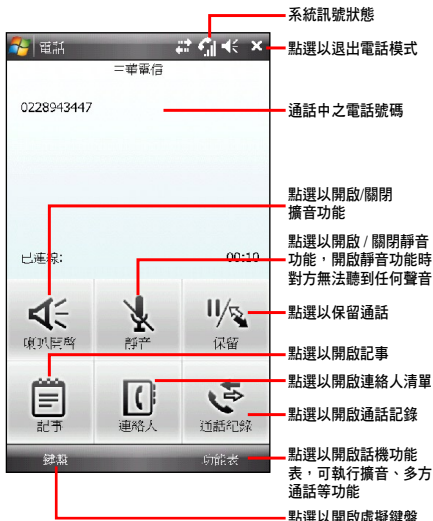 系統訊號狀態
電話
點選以退出電話模式
三華電信
0228943447
通話中之電話號碼
點選以開啟/關閉
擴音功能
點選以開啟 / 關閉靜音
功能，開啟靜音功能時
對方無法聽到任何聲音
已連線:
00:10
點選以保留通話
喇叭開啓
靜音
保留
點選以開啟記事
點選以開啟連絡人清單
點選以開啟通話記錄
記事
連絡人
通話紀錄
點選以開啟話機功能
表，可執行擴音、多方
通話等功能
鍵盤
功能表
點選以開啟虛擬鍵盤